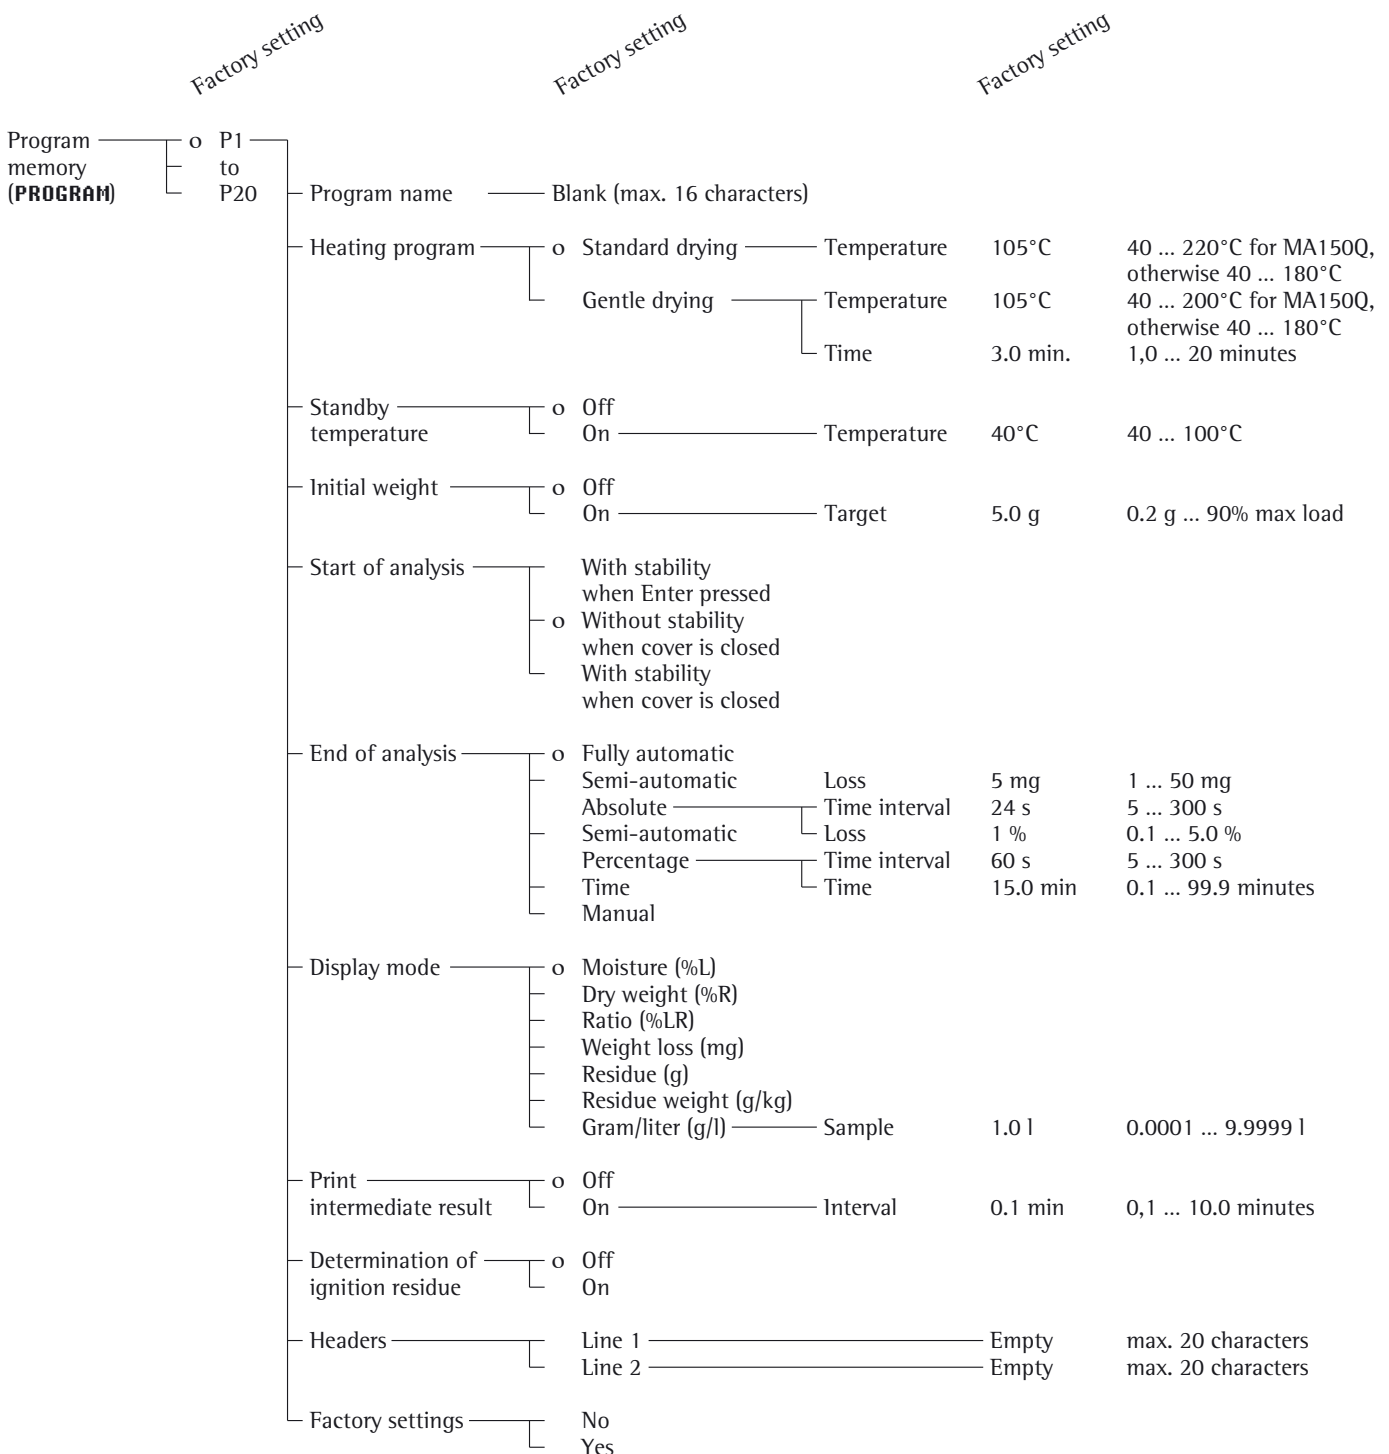 Factory setting Factory setting Factory setting
Program o P1
memory to
(PROGRAM) P20 Program name Blank (max. 16 characters)
Heating program o Standard drying Temperature 105°C 40 ... 220°C for MA150Q,
otherwise 40 ... 180°C
Gentle drying Temperature 105°C 40 ... 200°C for MA150Q,
otherwise 40 ... 180°C
Time 3.0 min. 1,0 ... 20 minutes
Standby o Off
temperature On Temperature 40°C 40 ... 100°C
Initial weight o Off
On Target 5.0 g 0.2 g ... 90% max load
Start of analysis With stability
when Enter pressed
o Without stability
when cover is closed
With stability
when cover is closed
End of analysis o Fully automatic
Semi-automatic Loss 5 mg 1 ... 50 mg
Absolute Time interval 24 s 5 ... 300 s
Semi-automatic Loss 1 % 0.1 ... 5.0 %
Percentage Time interval 60 s 5 ... 300 s
Time Time 15.0 min 0.1 ... 99.9 minutes
Manual
Display mode o Moisture (%L)
Dry weight (%R)
Ratio (%LR)
Weight loss (mg)
Residue (g)
Residue weight (g/kg)
Gram/liter (g/l) Sample 1.0 l 0.0001 ... 9.9999 l
Print o Off
intermediate result On Interval 0.1 min 0,1 ... 10.0 minutes
Determination of o Off
ignition residue On
Headers Line 1 Empty max. 20 characters
Line 2 Empty max. 20 characters
Factory settings No
Yes